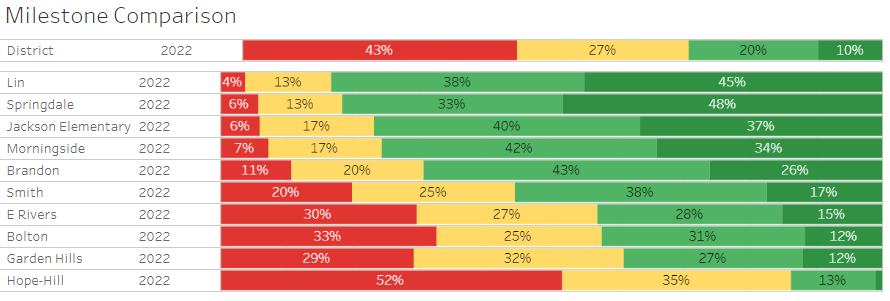 Milestone Comparison
District 2022 43% 27% 20% 10%
Lin 2022 4% 13% 38% 45%
Springdale 2022 6% 13% 33% 48%
Jackson Elementary 2022 6% 17% 40% 37%
Morningside 2022 7% 17% 42% 34%
Brandon 2022 11% 20% 43% 26%
Smith 2022 20% 25% 38% 17%
E Rivers 2022 30% 27% 28% 15%
Bolton 2022 33% 25% 31% 12%
Garden Hills 2022 29% 32% 27% 12%
Hope-Hill 2022 52% 35% 13%